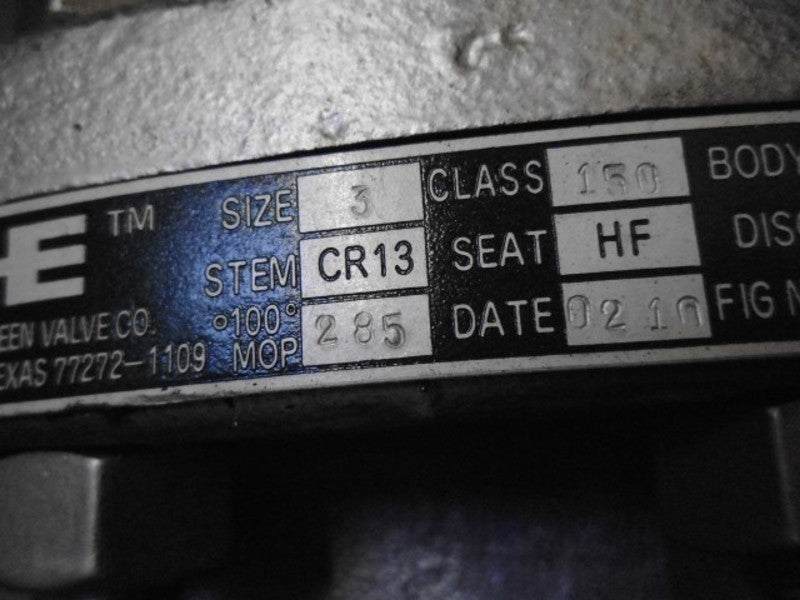 E ™ SIZE 3 CLASS 150 BODY
STEM CR13 SEAT HF DISC
EEN VALVE CO. °100° 285 DATE 0210 FIG N
EXAS 77272-1109 MOP